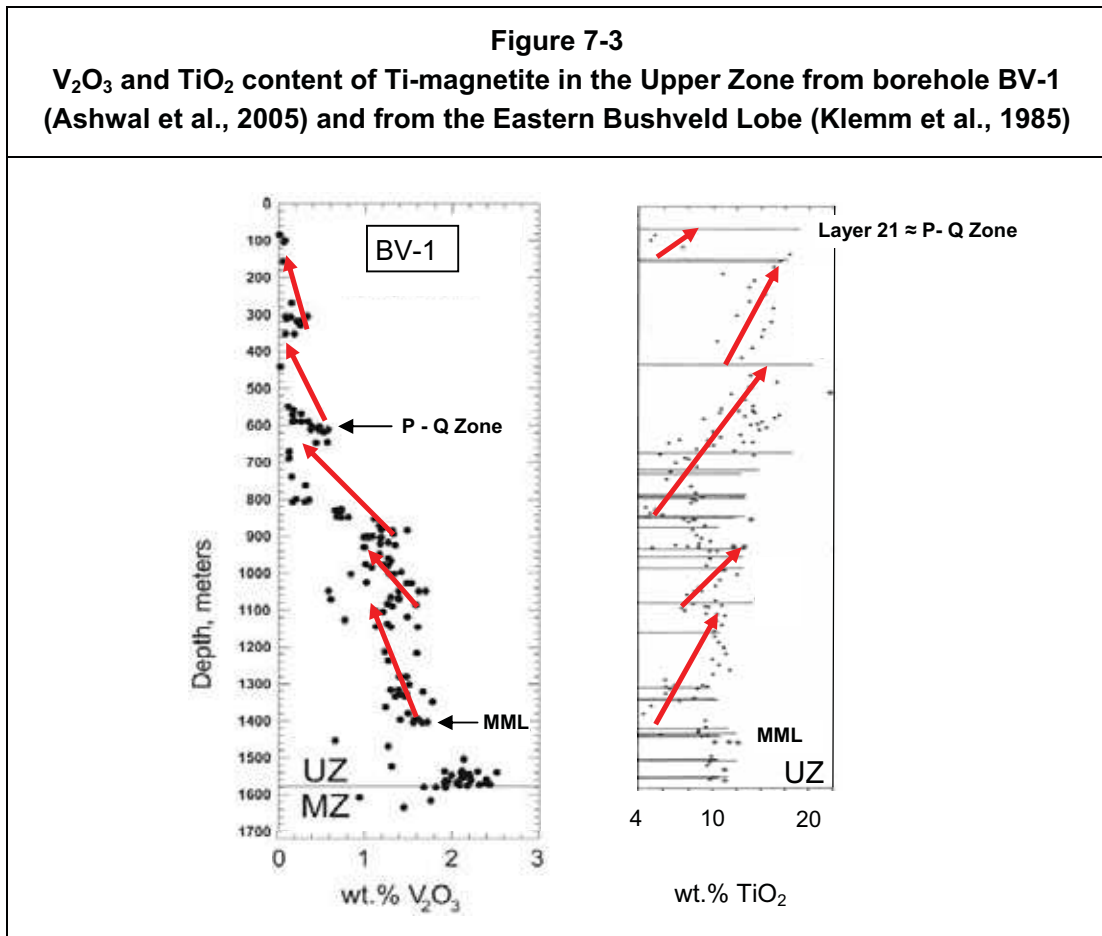 Figure 7-3
V₂O₃ and TiO₂ content of Ti-magnetite in the Upper Zone from borehole BV-1
(Ashwal et al., 2005) and from the Eastern Bushveld Lobe (Klemm et al., 1985)
0
100
200
300
400
500
600
700
800
900
1000
1100
1200
1300
1400
1500
1600
1700
Depth, meters
BV-1
P - Q Zone
MML
UZ
MZ
0 1 2 3
wt.% V₂O₃
Layer 21 ≈ P- Q Zone
MML
UZ
4 10 20
wt.% TiO₂